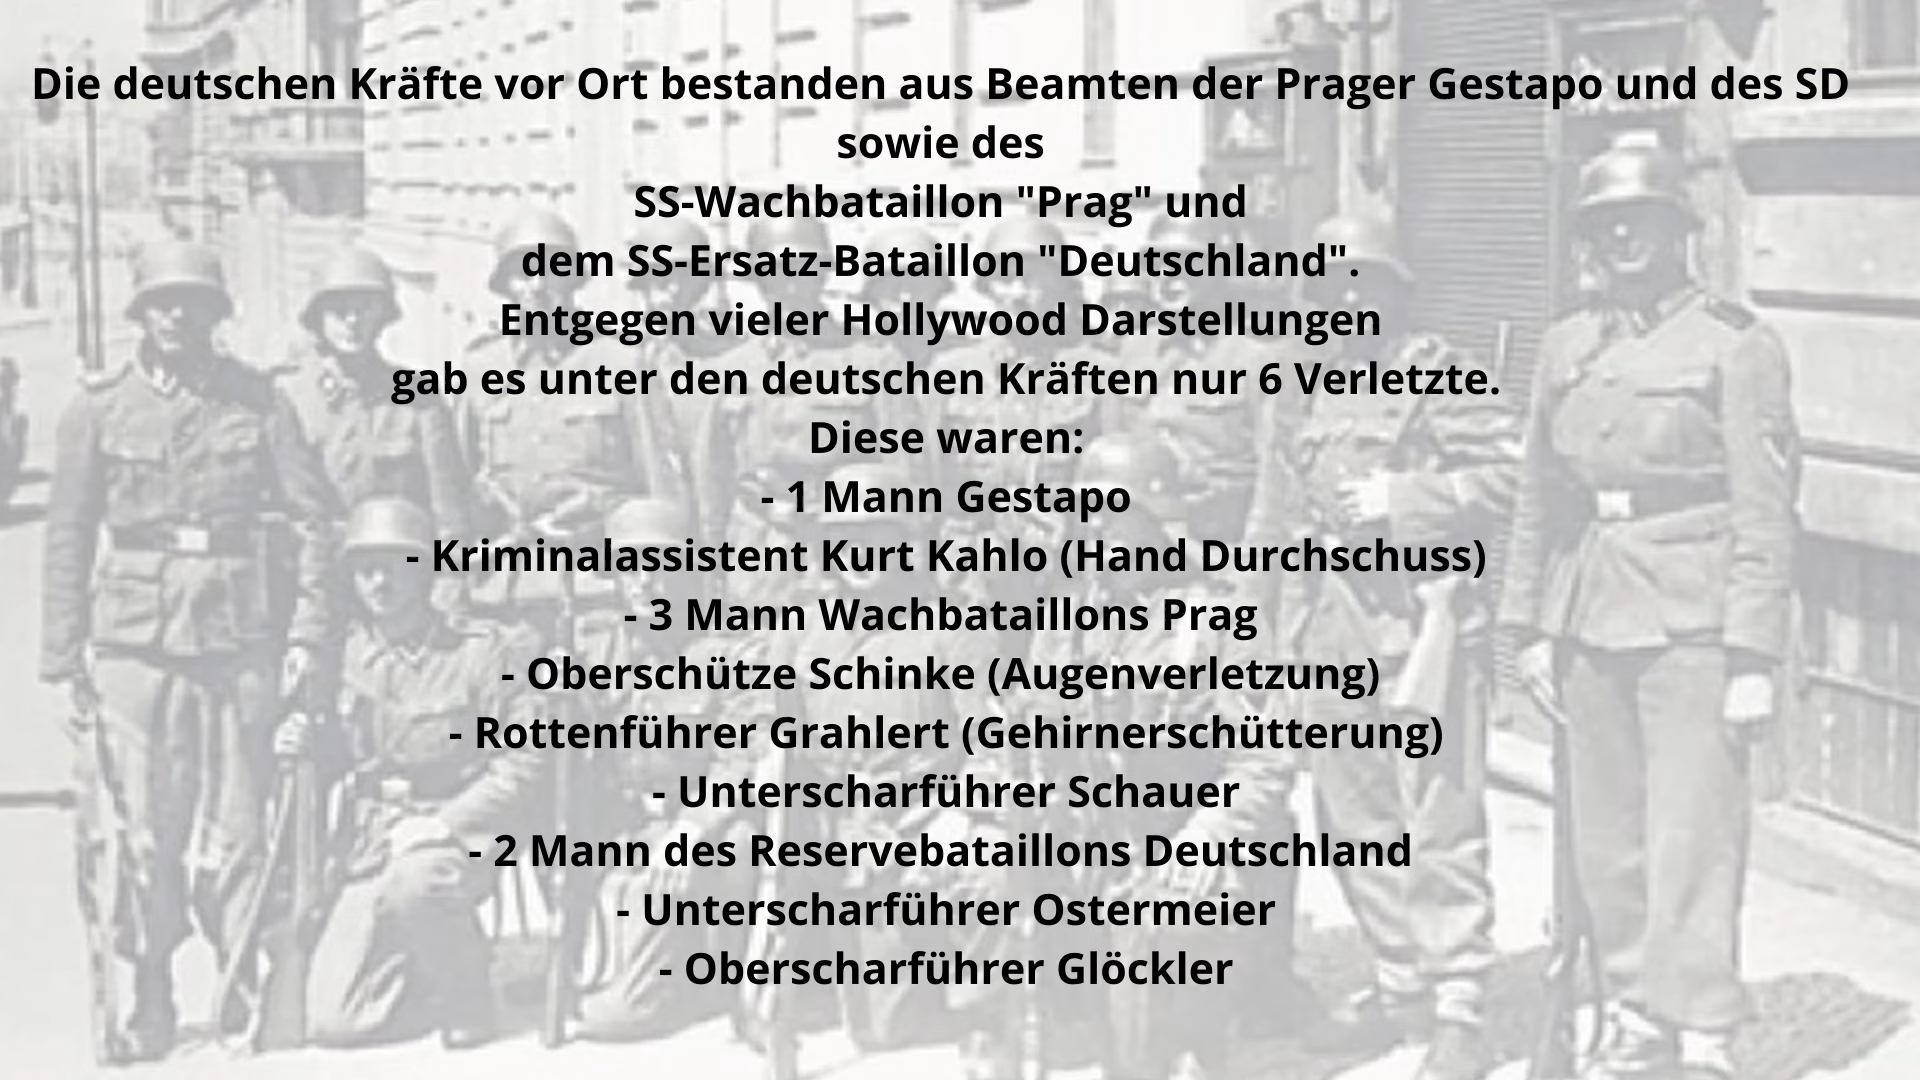 Die deutschen Kräfte vor Ort bestanden aus Beamten der Prager Gestapo und des SD
sowie des
SS-Wachbataillon "Prag" und
dem SS-Ersatz-Bataillon "Deutschland".
Entgegen vieler Hollywood Darstellungen
gab es unter den deutschen Kräften nur 6 Verletzte.
Diese waren:
- 1 Mann Gestapo
- Kriminalassistent Kurt Kahlo (Hand Durchschuss)
- 3 Mann Wachbataillons Prag
- Oberschütze Schinke (Augenverletzung)
- Rottenführer Grahlert (Gehirnerschütterung)
- Unterscharführer Schauer
- 2 Mann des Reservebataillons Deutschland
- Unterscharführer Ostermeier
- Oberscharführer Glöckler